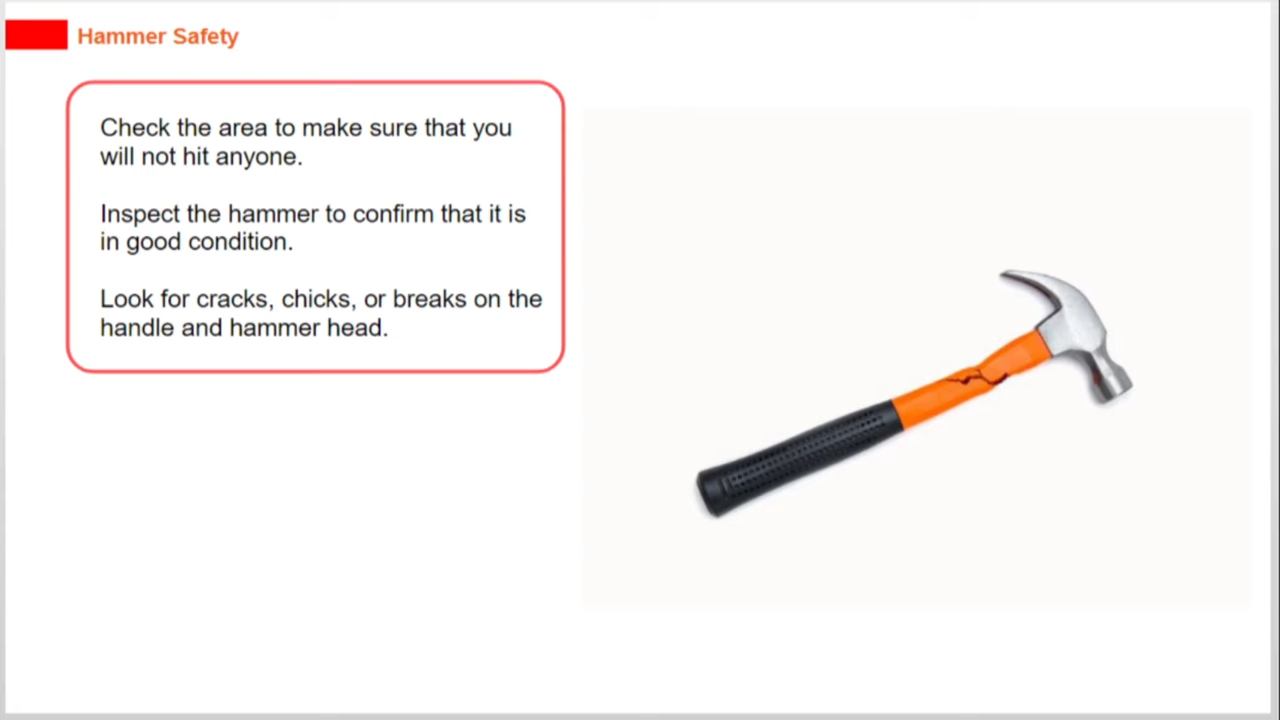 Hammer Safety
Check the area to make sure that you
will not hit anyone.
Inspect the hammer to confirm that it is
in good condition.
Look for cracks, chicks, or breaks on the
handle and hammer head.